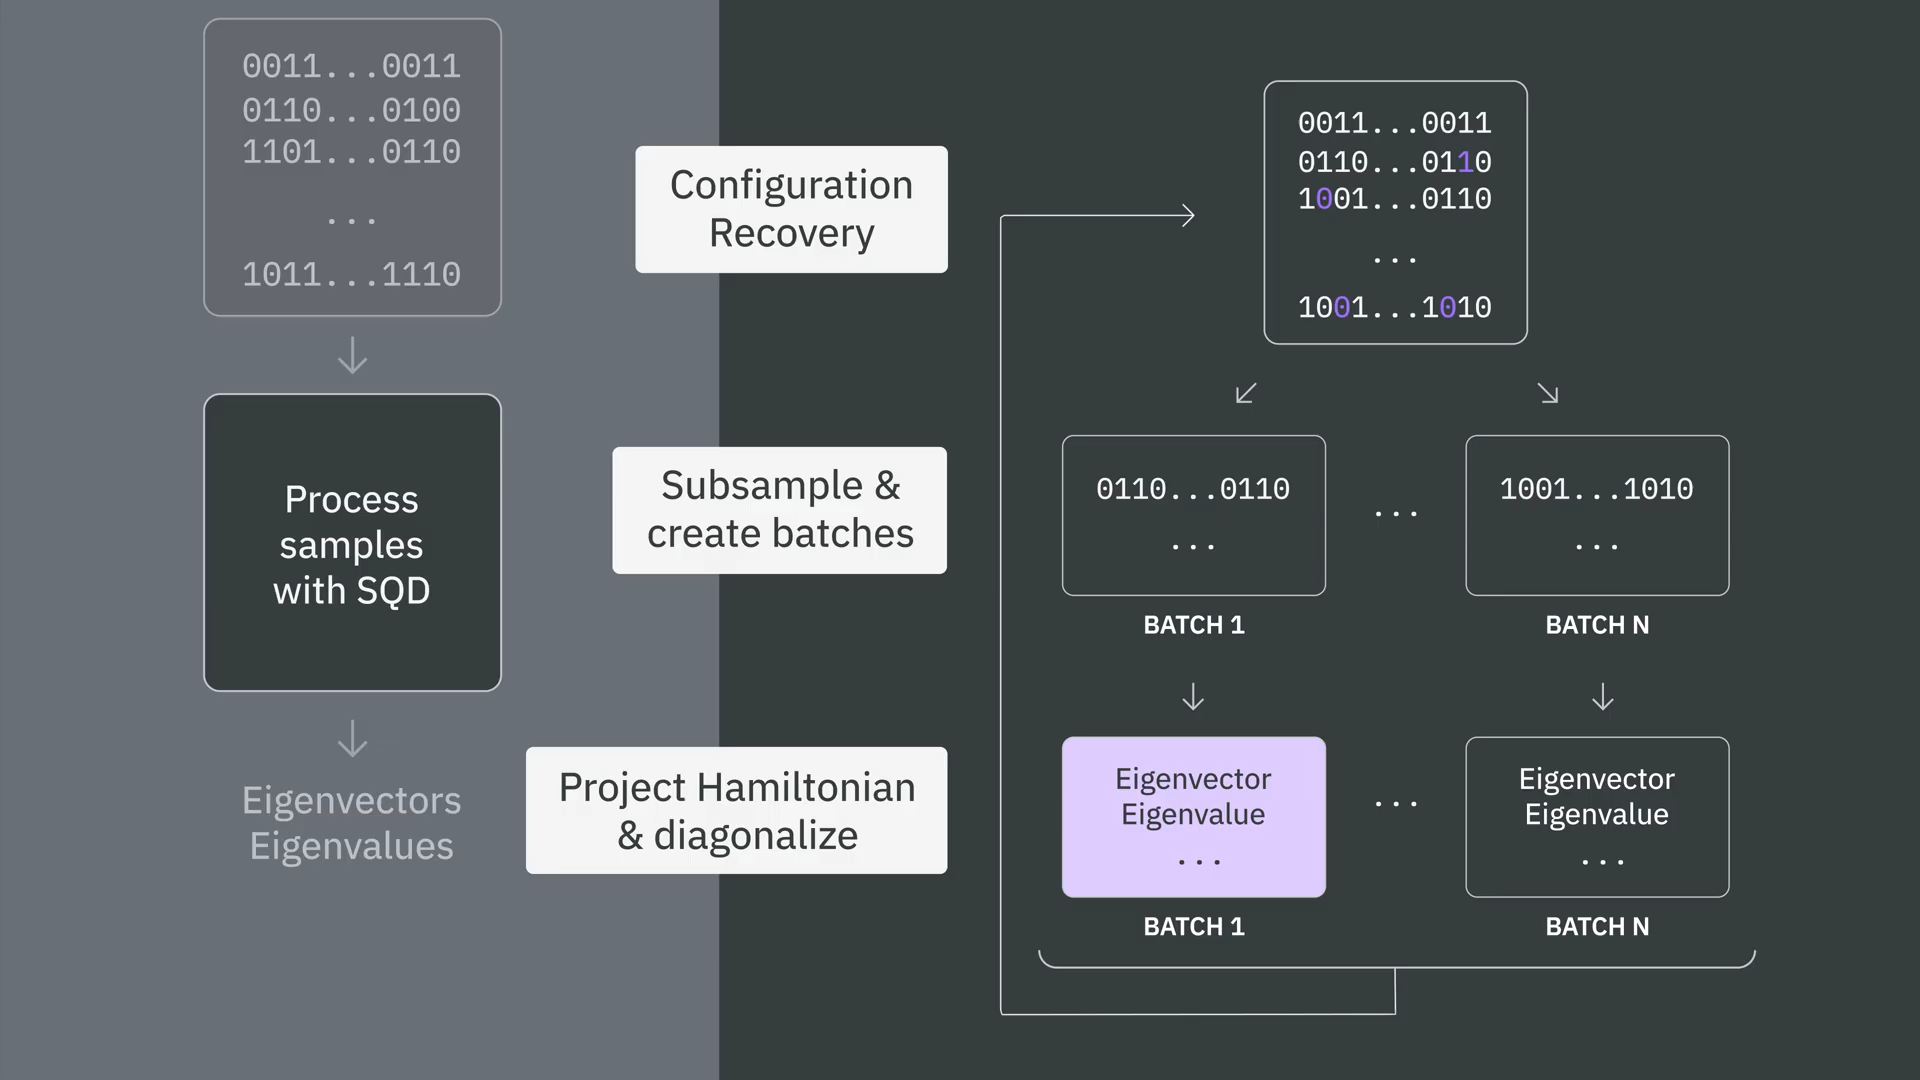 0011...0011
0110...0100
1101...0110
...
1011...1110
Process
samples
with SQD
Eigenvectors
Eigenvalues
Configuration
Recovery
Subsample &
create batches
Project Hamiltonian
& diagonalize
0011...0011
0110...0110
1001...0110
...
1001...1010
0110...0110
...
BATCH 1
...
1001...1010
...
BATCH N
Eigenvector
Eigenvalue
...
BATCH 1
...
Eigenvector
Eigenvalue
...
BATCH N